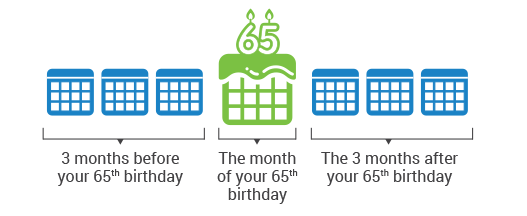 65
3 months before
your 65th birthday
The month
of your 65th
birthday
The 3 months after
your 65th birthday